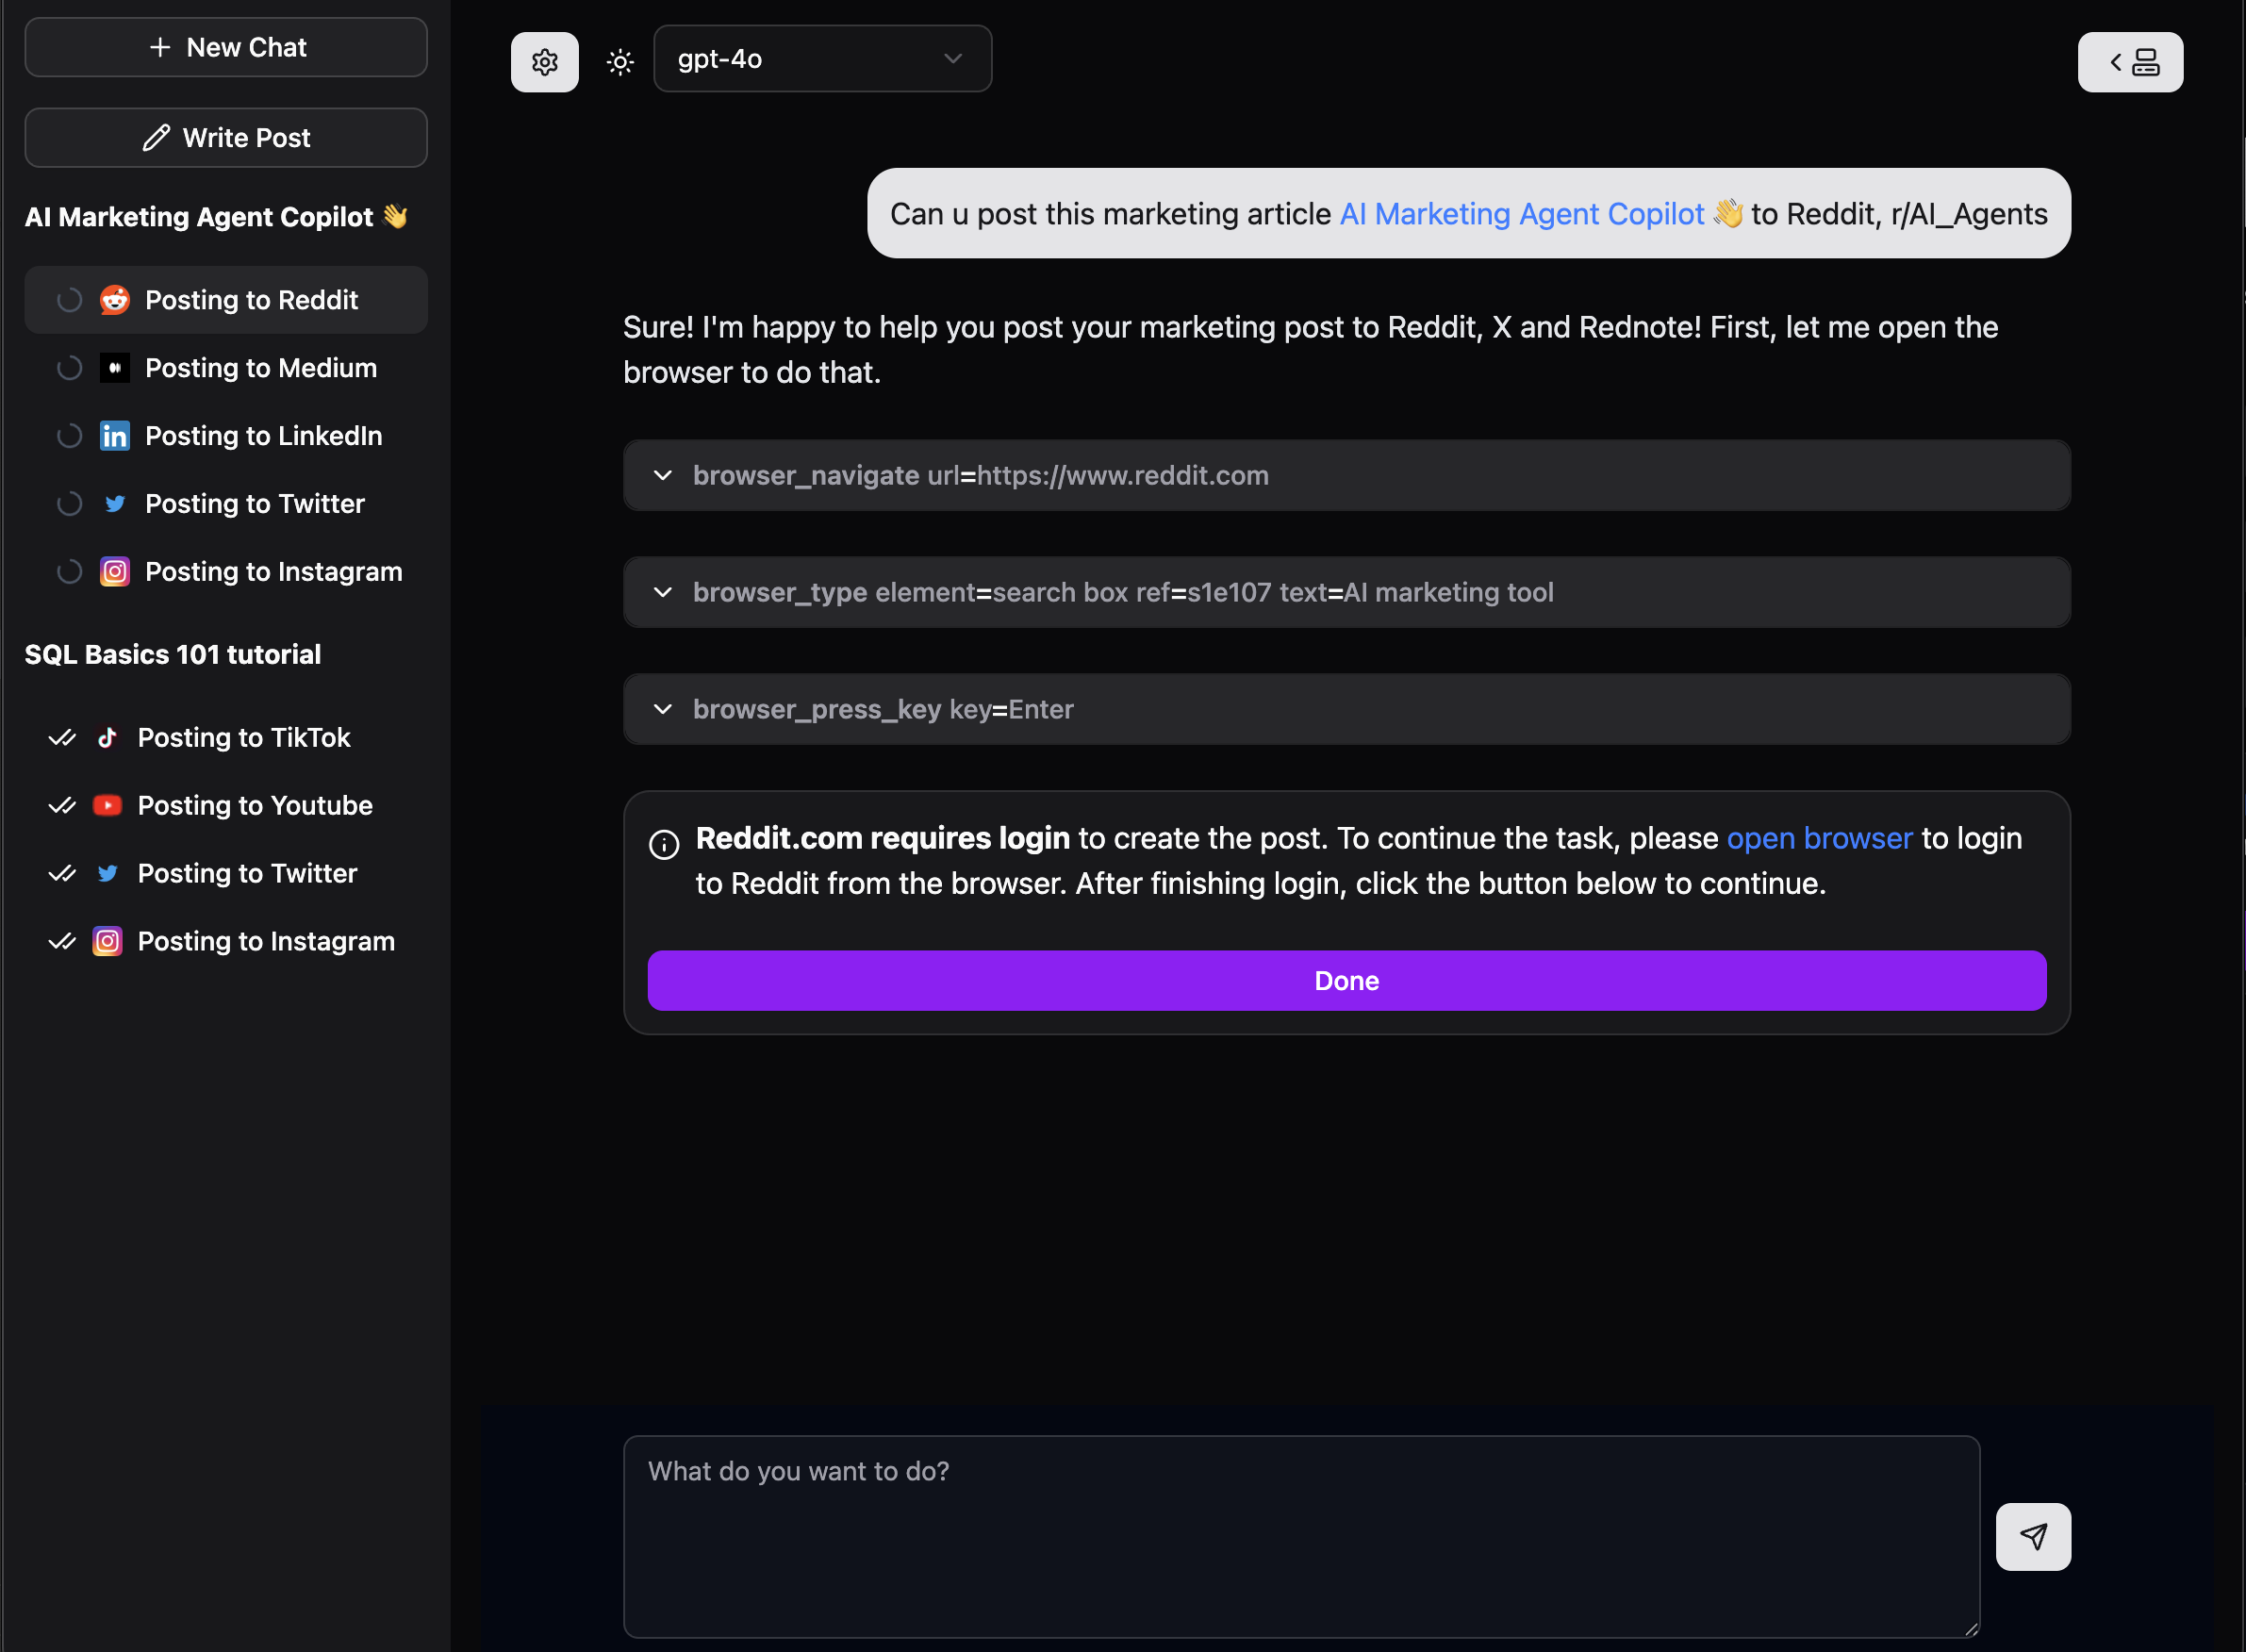 New Chat
Write Post
AI Marketing Agent Copilot 👋
Posting to Reddit
Posting to Medium
Posting to LinkedIn
Posting to Twitter
Posting to Instagram
SQL Basics 101 tutorial
Posting to TikTok
Posting to Youtube
Posting to Twitter
Posting to Instagram
gpt-4o
Can u post this marketing article AI Marketing Agent Copilot 👋 to Reddit, r/AI_Agents
Sure! I'm happy to help you post your marketing post to Reddit, X and Rednote! First, let me open the
browser to do that.
browser_navigate url=https://www.reddit.com
browser_type element=search box ref=s1e107 text=AI marketing tool
browser_press_key key=Enter
Reddit.com requires login to create the post. To continue the task, please open browser to login
to Reddit from the browser. After finishing login, click the button below to continue.
Done
What do you want to do?